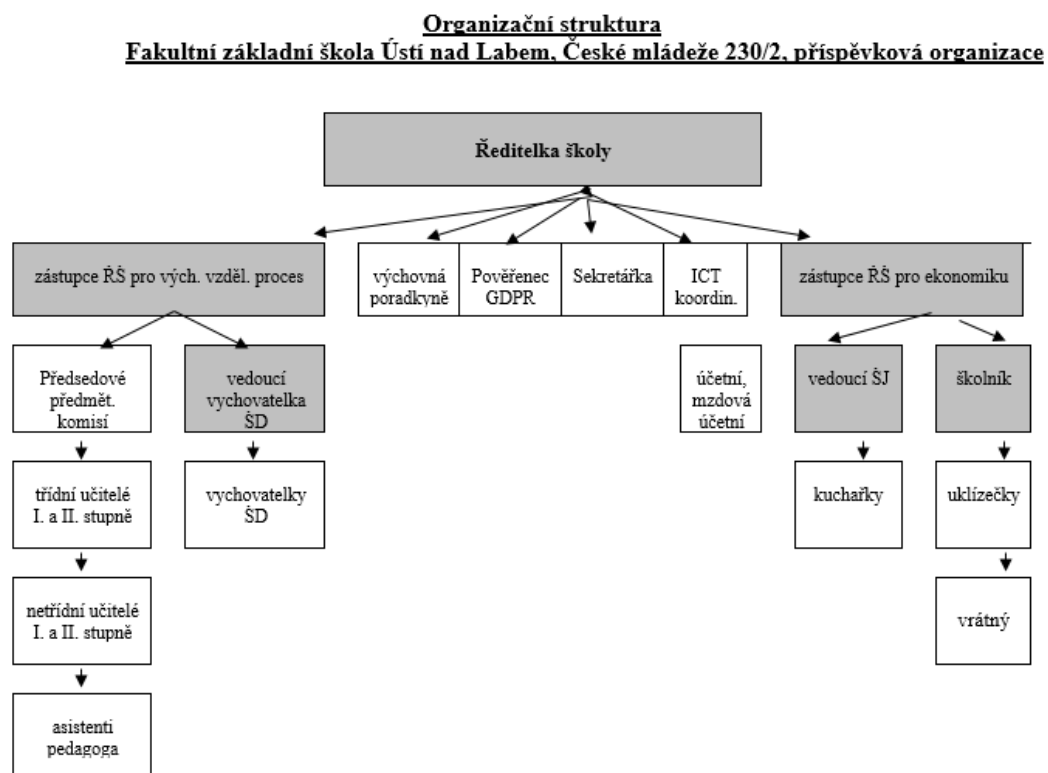 Organizační struktura
Fakultní základní škola Ústí nad Labem, České mládeže 230/2, příspěvková organizace
Ředitelka školy
zástupce ŘŠ pro vých. vzděl. proces
výchovná
poradkyně
Pověřenec
GDPR
Sekretářka
ICT
koordin.
zástupce ŘŠ pro ekonomiku
Předsedové
předmět.
komisí
vedoucí
vychovatelka
ŠD
účetní,
mzdová
účetní
vedoucí ŠJ
školník
třídní učitelé
I. a II. stupně
vychovatelky
ŠD
kuchařky
uklízečky
netřídní učitelé
I. a II. stupně
vrátný
asistenti
pedagoga